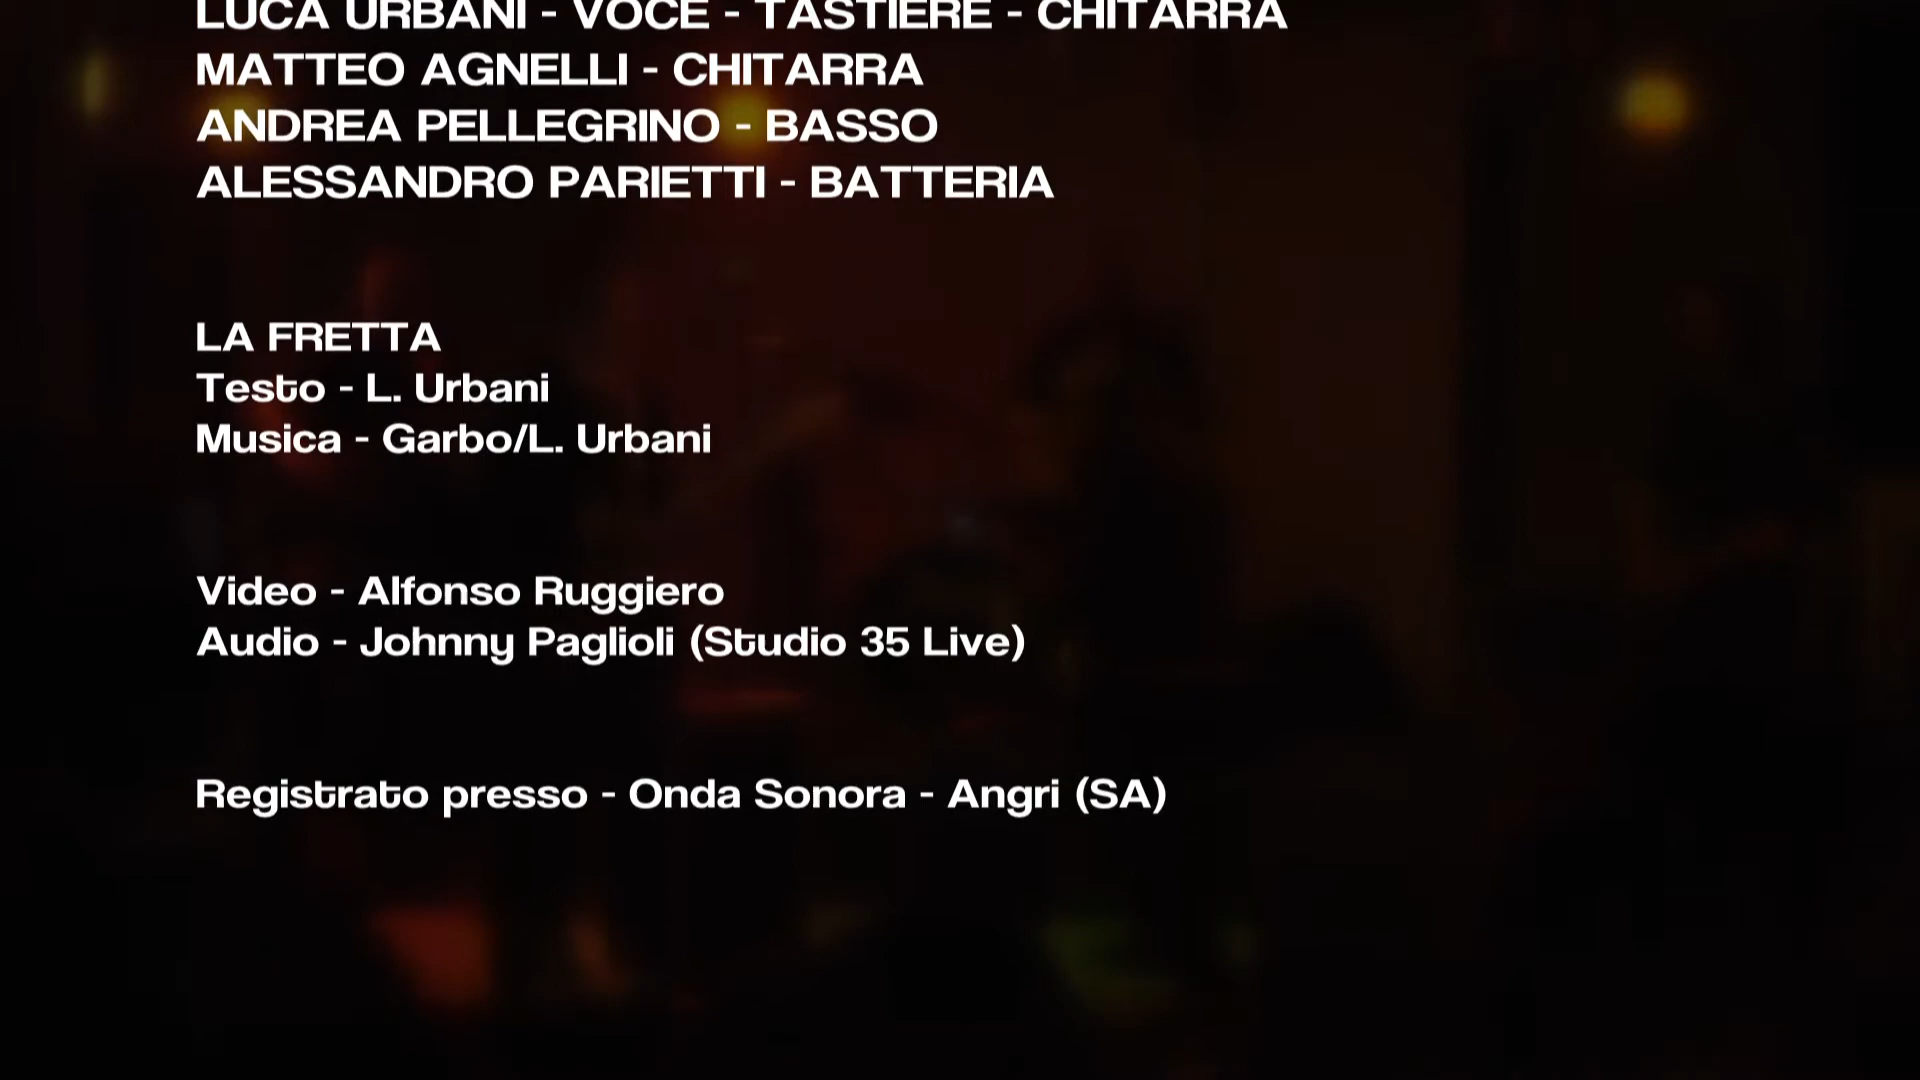 LUCA URBANI - VOCE - TASTIERE - CHITARRA
MATTEO AGNELLI - CHITARRA
ANDREA PELLEGRINO - BASSO
ALESSANDRO PARIETTI - BATTERIA
LA FRETTA
Testo - L. Urbani
Musica - Garbo/L. Urbani
Video - Alfonso Ruggiero
Audio - Johnny Paglioli (Studio 35 Live)
Registrato presso - Onda Sonora - Angri (SA)